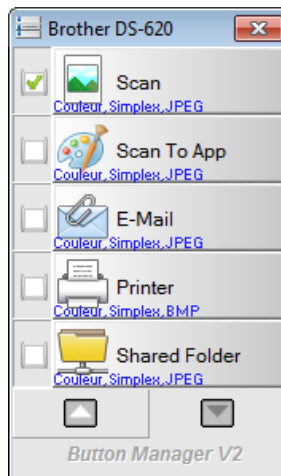 Brother DS-620
Scan
Couleur,Simplex,JPEG
Scan To App
Couleur,Simplex,JPEG
E-Mail
Couleur,Simplex,JPEG
Printer
Couleur,Simplex,BMP
Shared Folder
Couleur,Simplex,JPEG
Button Manager V2